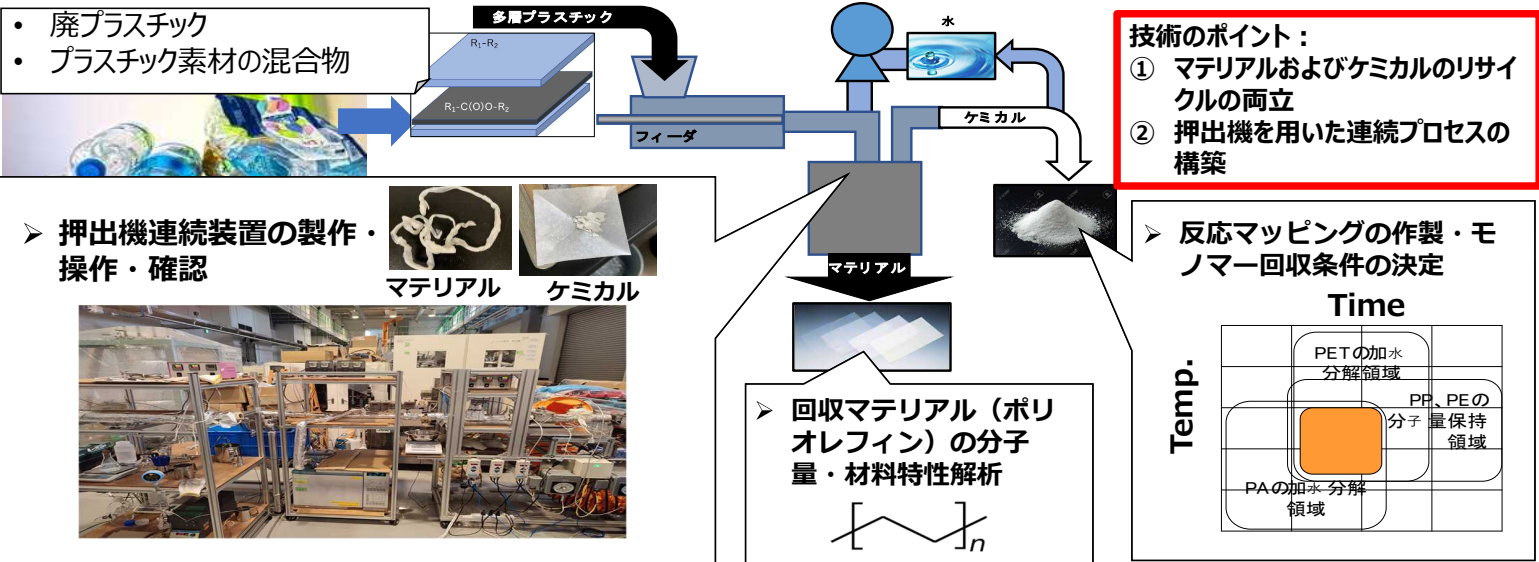 • 廃プラスチック
• プラスチック素材の混合物
R₁-R₂
R₁-C(O)O-R₂
多層プラスチック
フィーダ
水
ケミカル
マテリアル
技術のポイント：
① マテリアルおよびケミカルのリサイ
クルの両立
② 押出機を用いた連続プロセスの
構築
➢ 押出機連続装置の製作・
操作・確認
マテリアル
ケミカル
➢ 回収マテリアル（ポリ
オレフィン）の分子
量・材料特性解析
n
➢ 反応マッピングの作製・モ
ノマー回収条件の決定
Time
Temp.
PETの加水
分解領域
PP、PEの
分子量保持
領域
PAの加水分解
領域